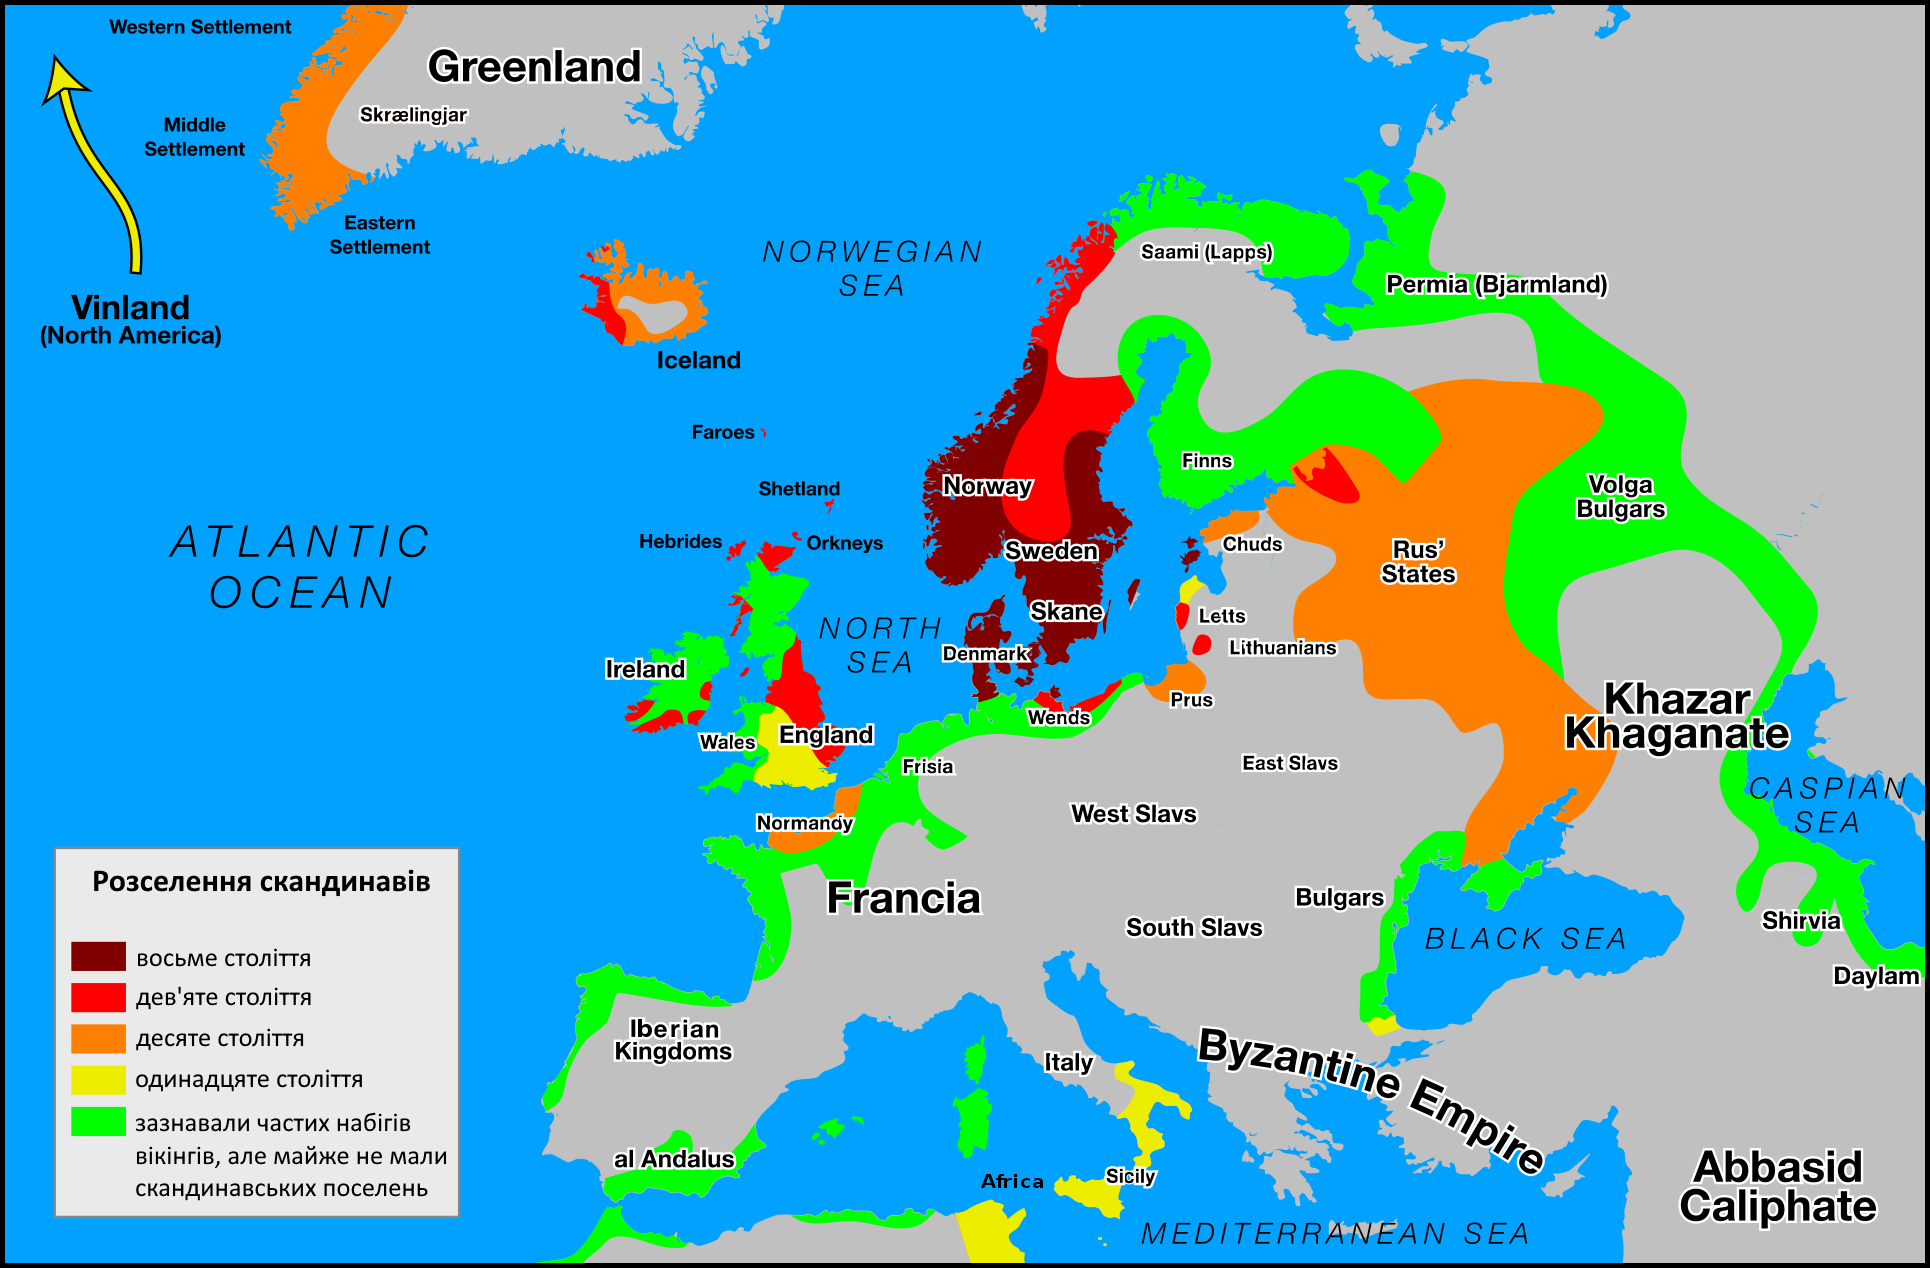 Western Settlement
Greenland
Skrælingjar
Middle
Settlement
Eastern
Settlement
Vinland
(North America)
NORWEGIAN
SEA
Saami (Lapps)
Permia (Bjarmland)
Iceland
Faroes
Shetland
Hebrides
Orkneys
ATLANTIC
OCEAN
Norway
Sweden
Skane
Denmark
Finns
Chuds
Letts
Lithuanians
Prus
Rus’
States
Volga
Bulgars
NORTH
SEA
Ireland
Wales
England
Wends
Frisia
Normandy
East Slavs
West Slavs
Khazar
Khaganate
CASPIAN
SEA
Francia
South Slavs
Bulgars
BLACK SEA
Shirvia
Daylam
Iberian
Kingdoms
al Andalus
Italy
Byzantine Empire
Africa
Sicily
MEDITERRANEAN SEA
Abbasid
Caliphate
Розселення скандинавів
восьме століття
дев'яте століття
десяте століття
одинадцяте століття
зазнавали частих набігів
вікінгів, але майже не мали
скандинавських поселень